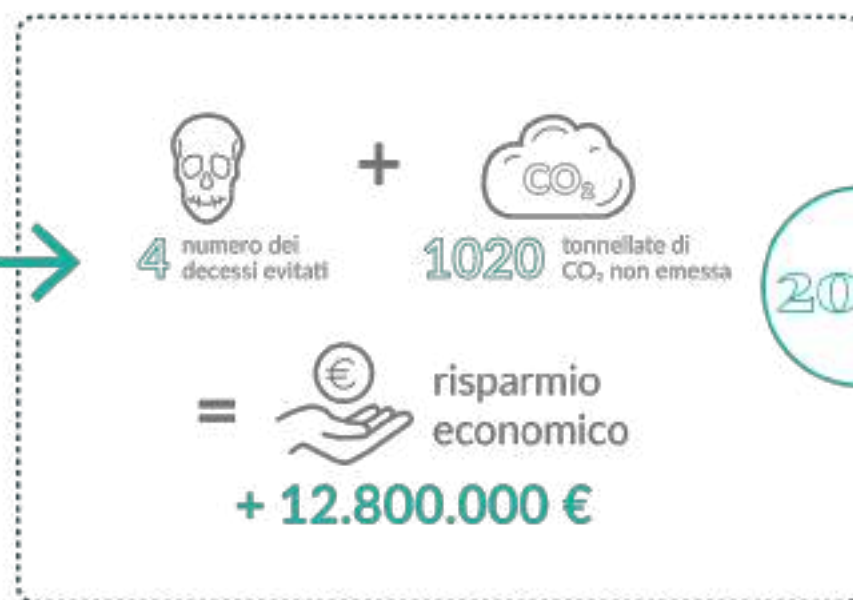 +
CO₂
4 numero dei
decessi evitati
1020 tonnellate di
CO₂ non emessa
20
=
€
risparmio
economico
+ 12.800.000 €